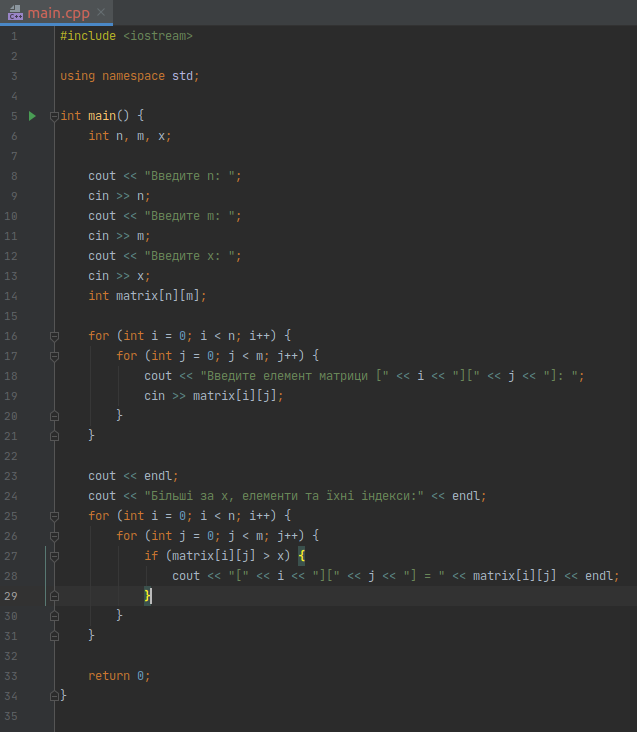 C++ main.cpp ×
1 #include <iostream>
2
3 using namespace std;
4
5 int main() {
6 int n, m, x;
7
8 cout << "Введите n: ";
9 cin >> n;
10 cout << "Введите m: ";
11 cin >> m;
12 cout << "Введите x: ";
13 cin >> x;
14 int matrix[n][m];
15
16 for (int i = 0; i < n; i++) {
17 for (int j = 0; j < m; j++) {
18 cout << "Введите елемент матрици [" << i << "][" << j << "]: ";
19 cin >> matrix[i][j];
20 }
21 }
22
23 cout << endl;
24 cout << "Більші за x, елементи та їхні індекси:" << endl;
25 for (int i = 0; i < n; i++) {
26 for (int j = 0; j < m; j++) {
27 if (matrix[i][j] > x) {
28 cout << "[" << i << "][" << j << "] = " << matrix[i][j] << endl;
29 }
30 }
31 }
32
33 return 0;
34 }
35